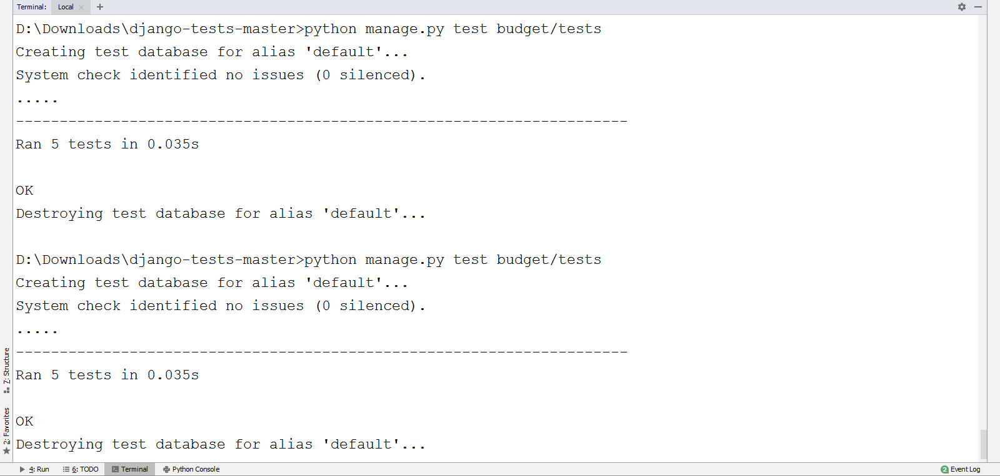 Terminal: Local × +
D:\Downloads\django-tests-master>python manage.py test budget/tests
Creating test database for alias 'default'...
System check identified no issues (0 silenced).
.....
----------------------------------------------------------------------
Ran 5 tests in 0.035s
OK
Destroying test database for alias 'default'...
D:\Downloads\django-tests-master>python manage.py test budget/tests
Creating test database for alias 'default'...
System check identified no issues (0 silenced).
.....
----------------------------------------------------------------------
Ran 5 tests in 0.035s
OK
Destroying test database for alias 'default'...
7: Structure
2: Favorites
4: Run 6: TODO Terminal Python Console 2 Event Log